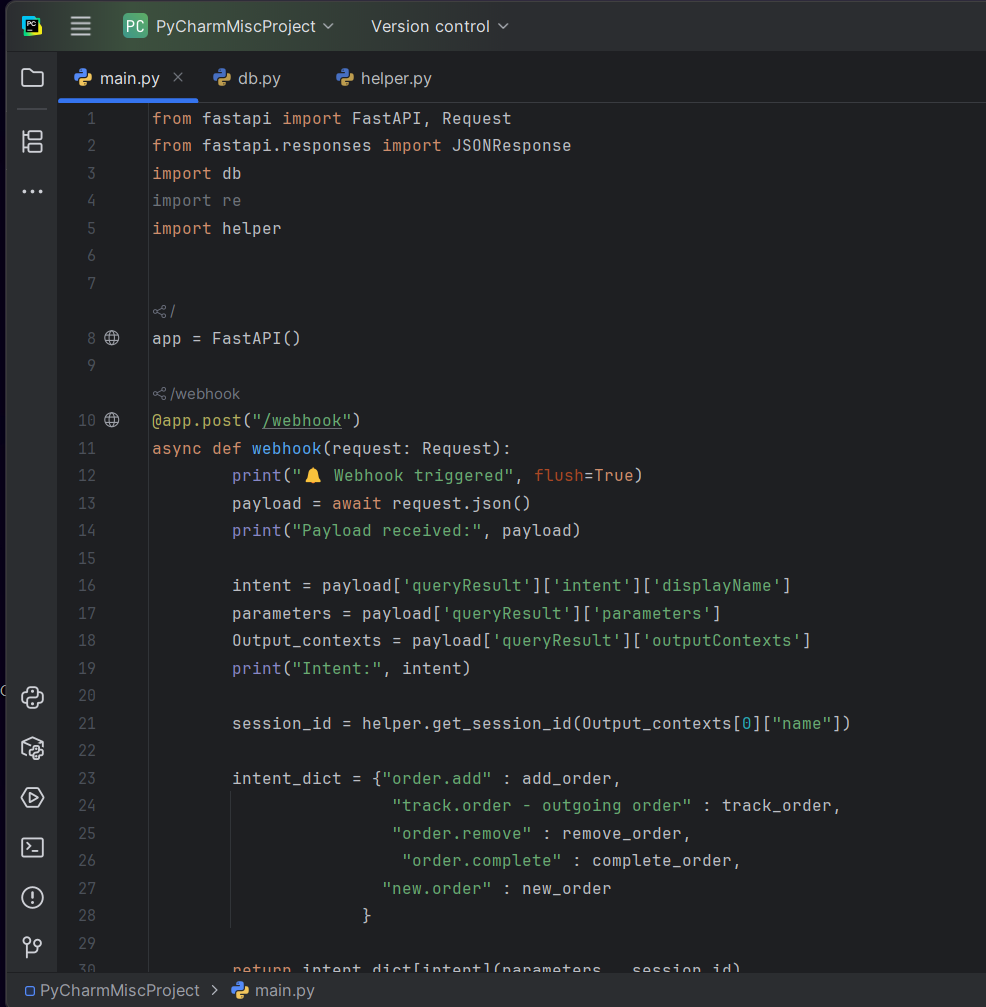 PC PyCharmMiscProject Version control
main.py db.py helper.py
1 from fastapi import FastAPI, Request
2 from fastapi.responses import JSONResponse
3 import db
4 import re
5 import helper
6
7
/
8 app = FastAPI()
9
/webhook
10 @app.post("/webhook")
11 async def webhook(request: Request):
12 print("🔔 Webhook triggered", flush=True)
13 payload = await request.json()
14 print("Payload received:", payload)
15
16 intent = payload['queryResult']['intent']['displayName']
17 parameters = payload['queryResult']['parameters']
18 Output_contexts = payload['queryResult']['outputContexts']
19 print("Intent:", intent)
20
21 session_id = helper.get_session_id(Output_contexts[0]["name"])
22
23 intent_dict = {"order.add" : add_order,
24 "track.order - outgoing order" : track_order,
25 "order.remove" : remove_order,
26 "order.complete" : complete_order,
27 "new.order" : new_order
28 }
29
30 return intent_dict[intent](parameters , session_id)
PyCharmMiscProject > main.py